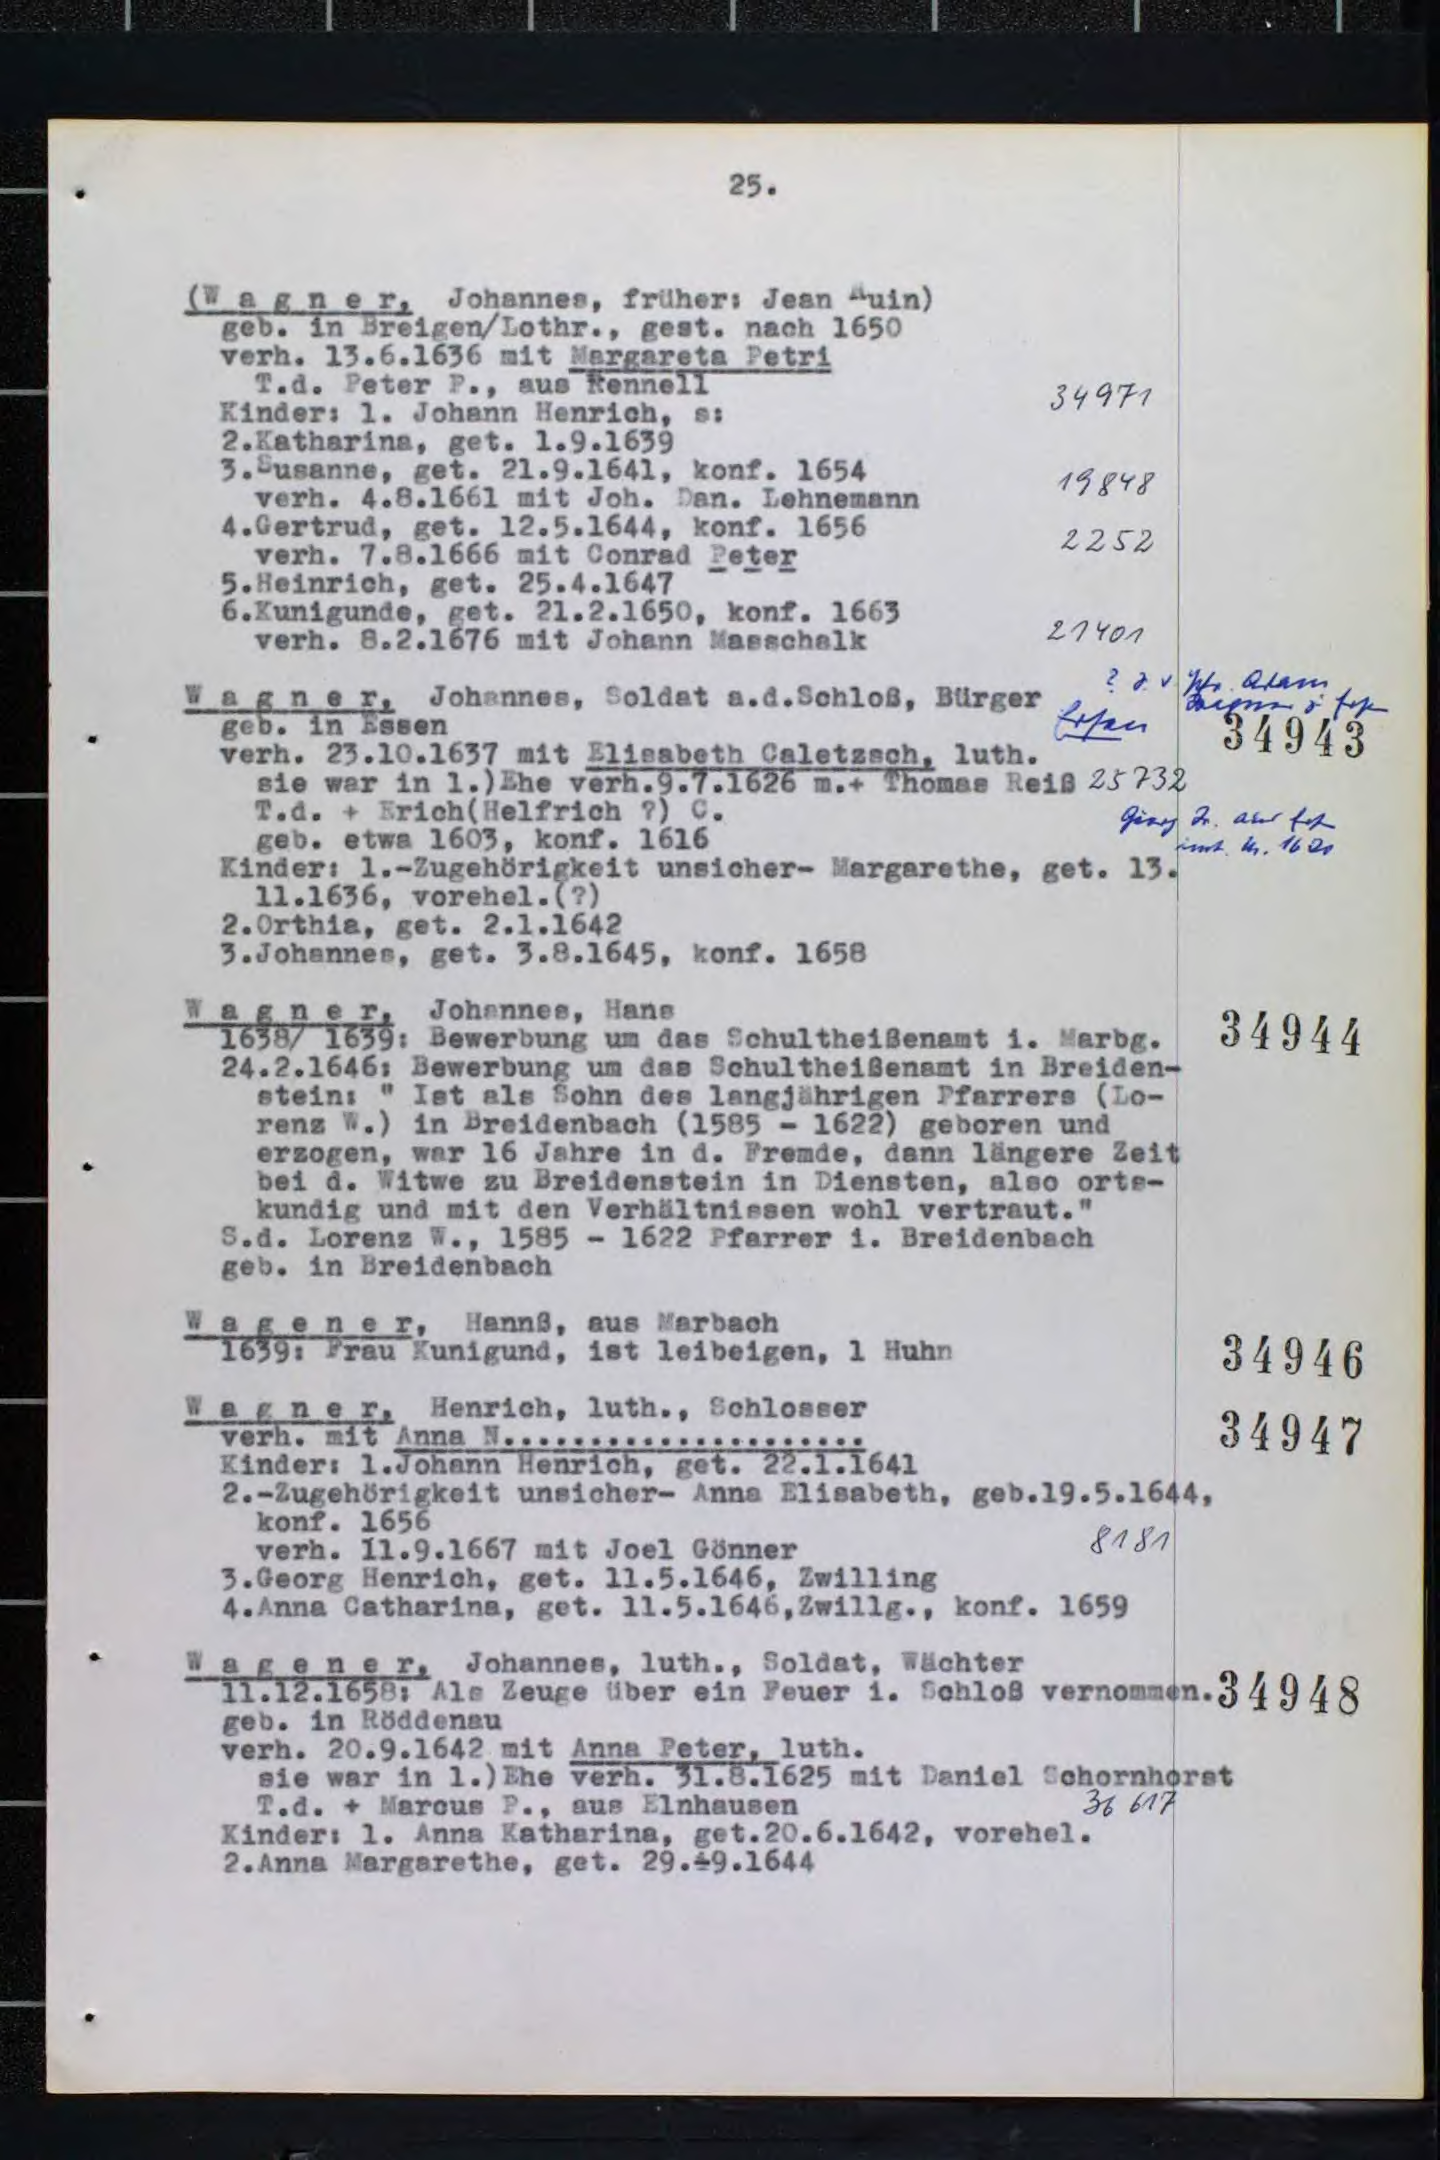 25.
(W a g n e r, Johannes, früher: Jean Auin)
geb. in Breigen/Lothr., gest. nach 1650
verh. 13.6.1636 mit Margareta Petri
T.d. Peter P., aus Rennell
Kinder: 1. Johann Henrich, s: 34971
2.Katharina, get. 1.9.1639
3.Susanne, get. 21.9.1641, konf. 1654
verh. 4.8.1661 mit Joh. Dan. Lehnemann 19848
4.Gertrud, get. 12.5.1644, konf. 1656
verh. 7.8.1666 mit Conrad Peter 2252
5.Heinrich, get. 25.4.1647
6.Kunigunde, get. 21.2.1650, konf. 1663
verh. 8.2.1676 mit Johann Masschalk 21401
? Adam
W a g n e r, Johannes, Soldat a.d.Schloß, Bürger
geb. in Essen 34943
verh. 23.10.1637 mit Elisabeth Caletzsch, luth.
sie war in 1.)Ehe verh.9.7.1626 m.+ Thomas Reiß 25732
T.d. + Erich(Helfrich ?) C.
geb. etwa 1603, konf. 1616
1620
Kinder: 1.-Zugehörigkeit unsicher- Margarethe, get. 13.
11.1636, vorehel.(?)
2.Orthia, get. 2.1.1642
3.Johannes, get. 3.8.1645, konf. 1658
W a g n e r, Johannes, Hans
1638/ 1639: Bewerbung um das Schultheißenamt i. Marbg. 34944
24.2.1646: Bewerbung um das Schultheißenamt in Breiden-
stein: " Ist als Sohn des langjährigen Pfarrers (Lo-
renz W.) in Breidenbach (1585 - 1622) geboren und
erzogen, war 16 Jahre in d. Fremde, dann längere Zeit
bei d. Witwe zu Breidenstein in Diensten, also orts-
kundig und mit den Verhältnissen wohl vertraut."
S.d. Lorenz W., 1585 - 1622 Pfarrer i. Breidenbach
geb. in Breidenbach
W a g e n e r, Hannß, aus Marbach
1639: Frau Kunigund, ist leibeigen, 1 Huhn 34946
W a g n e r, Henrich, luth., Schlosser
verh. mit Anna N..................... 34947
Kinder: 1.Johann Henrich, get. 22.1.1641
2.-Zugehörigkeit unsicher- Anna Elisabeth, geb.19.5.1644,
konf. 1656
verh. 11.9.1667 mit Joel Gönner 8181
3.Georg Henrich, get. 11.5.1646, Zwilling
4.Anna Catharina, get. 11.5.1646,Zwillg., konf. 1659
W a g e n e r, Johannes, luth., Soldat, Wächter
11.12.1658: Als Zeuge über ein Feuer i. Schloß vernommen. 34948
geb. in Röddenau
verh. 20.9.1642 mit Anna Peter, luth.
sie war in 1.)Ehe verh. 31.8.1625 mit Daniel Schornhorst
T.d. + Marcus P., aus Elnhausen 36 617
Kinder: 1. Anna Katharina, get.20.6.1642, vorehel.
2.Anna Margarethe, get. 29.9.1644